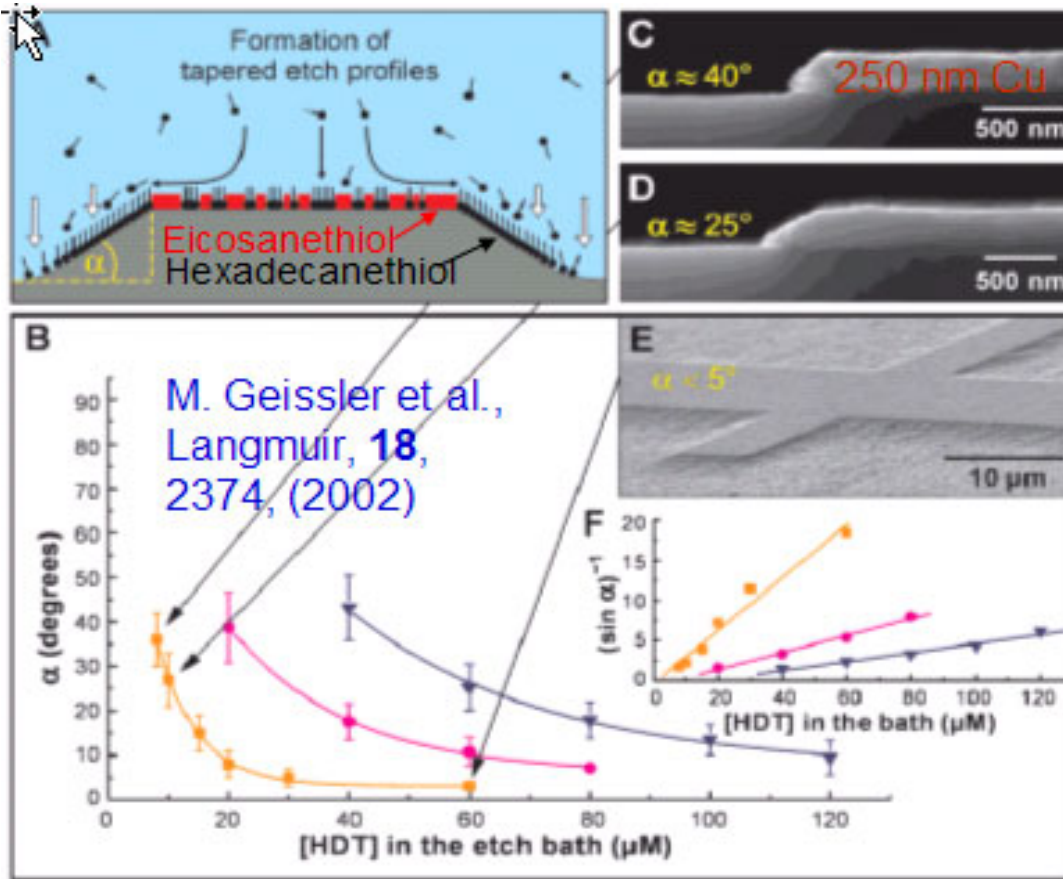 Formation of
tapered etch profiles
α
Eicosanethiol
Hexadecanethiol
C
α ≈ 40°
250 nm Cu
500 nm
D
α ≈ 25°
500 nm
B
M. Geissler et al.,
Langmuir, 18,
2374, (2002)
α (degrees)
90
80
70
60
50
40
30
20
10
0
0 20 40 60 80 100 120
[HDT] in the etch bath (µM)
E
α < 5°
10 µm
F
(sin α)⁻¹
20
15
10
5
0
0 20 40 60 80 100 120
[HDT] in the bath (µM)